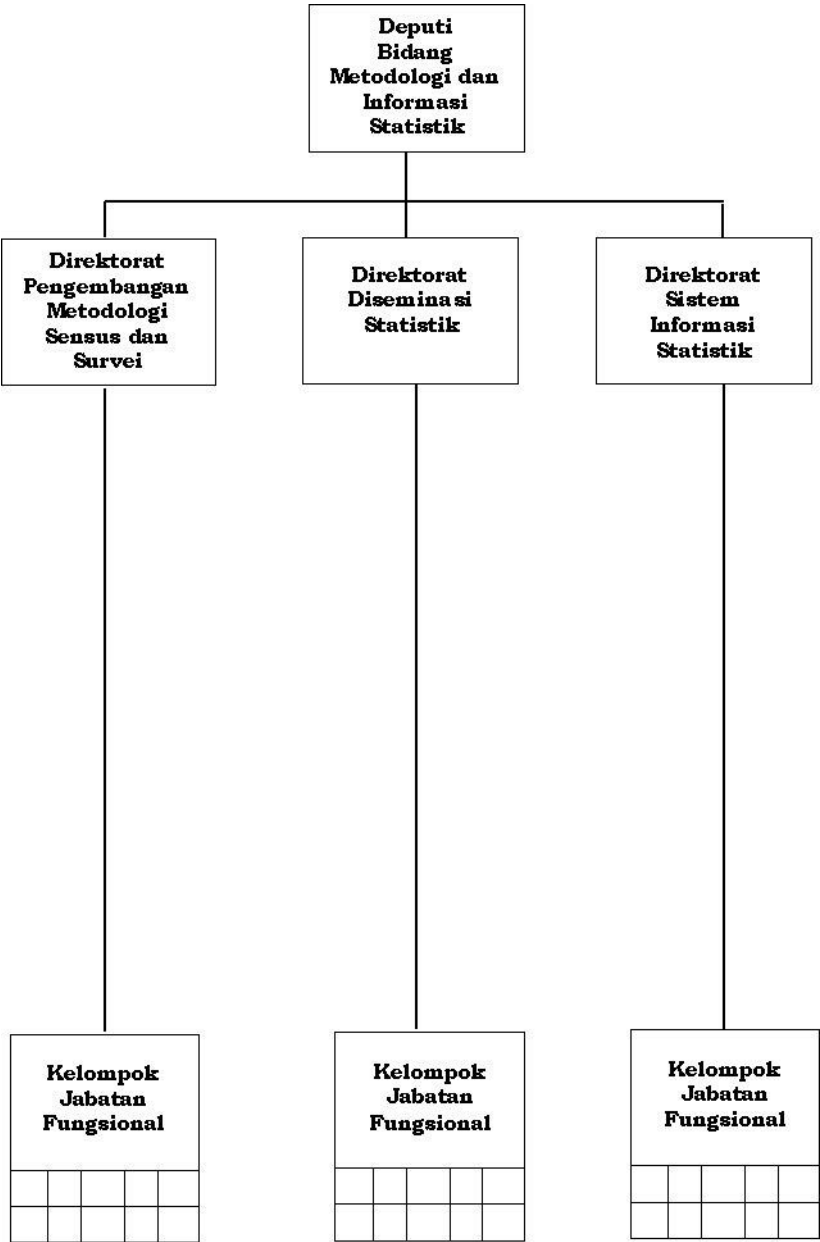 Deputi
Bidang
Metodologi dan
Informasi
Statistik
Direktorat
Pengembangan
Metodologi
Sensus dan
Survei
Direktorat
Diseminasi
Statistik
Direktorat
Sistem
Informasi
Statistik
Kelompok
Jabatan
Fungsional
Kelompok
Jabatan
Fungsional
Kelompok
Jabatan
Fungsional